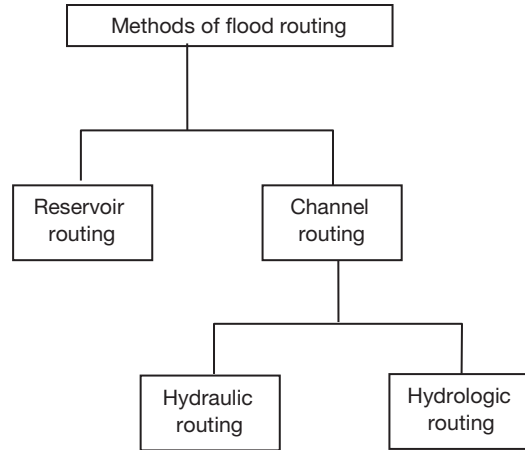 Methods of flood routing
Reservoir
routing
Channel
routing
Hydraulic
routing
Hydrologic
routing